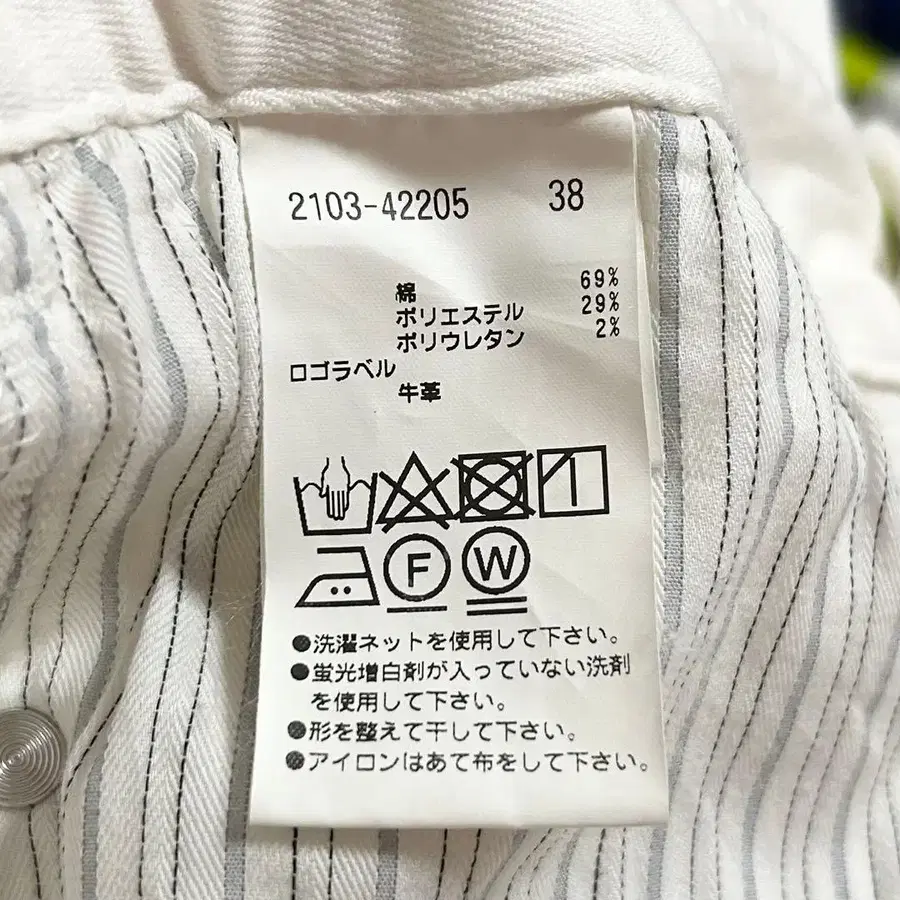 2103-42205 38
綿 69%
ポリエステル 29%
ポリウレタン 2%
ロゴラベル
牛革
F W
●洗濯ネットを使用して下さい。
●蛍光増白剤が入っていない洗剤
を使用して下さい。
●形を整えて干して下さい。
●アイロンはあて布をして下さい。